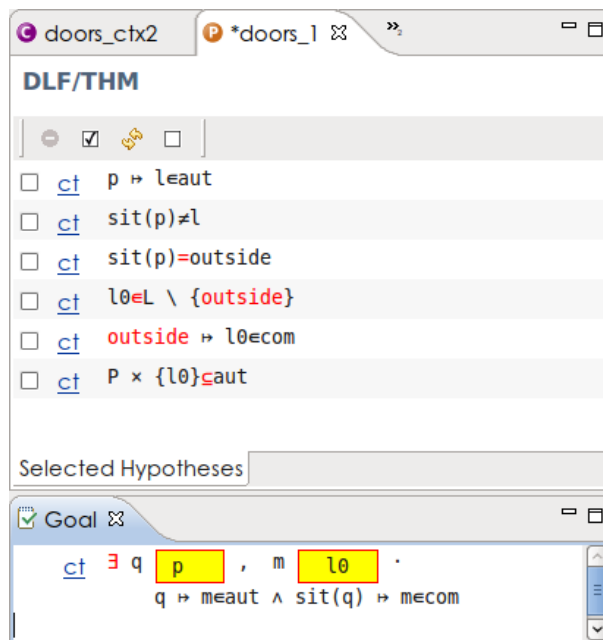 doors_ctx2 *doors_1 »2
DLF/THM
ct p ↦ l∈aut
ct sit(p)≠l
ct sit(p)=outside
ct l0∈L \ {outside}
ct outside ↦ l0∈com
ct P × {l0}⊆aut
Selected Hypotheses
Goal
ct ∃ q p , m l0 ·
q ↦ m∈aut ∧ sit(q) ↦ m∈com